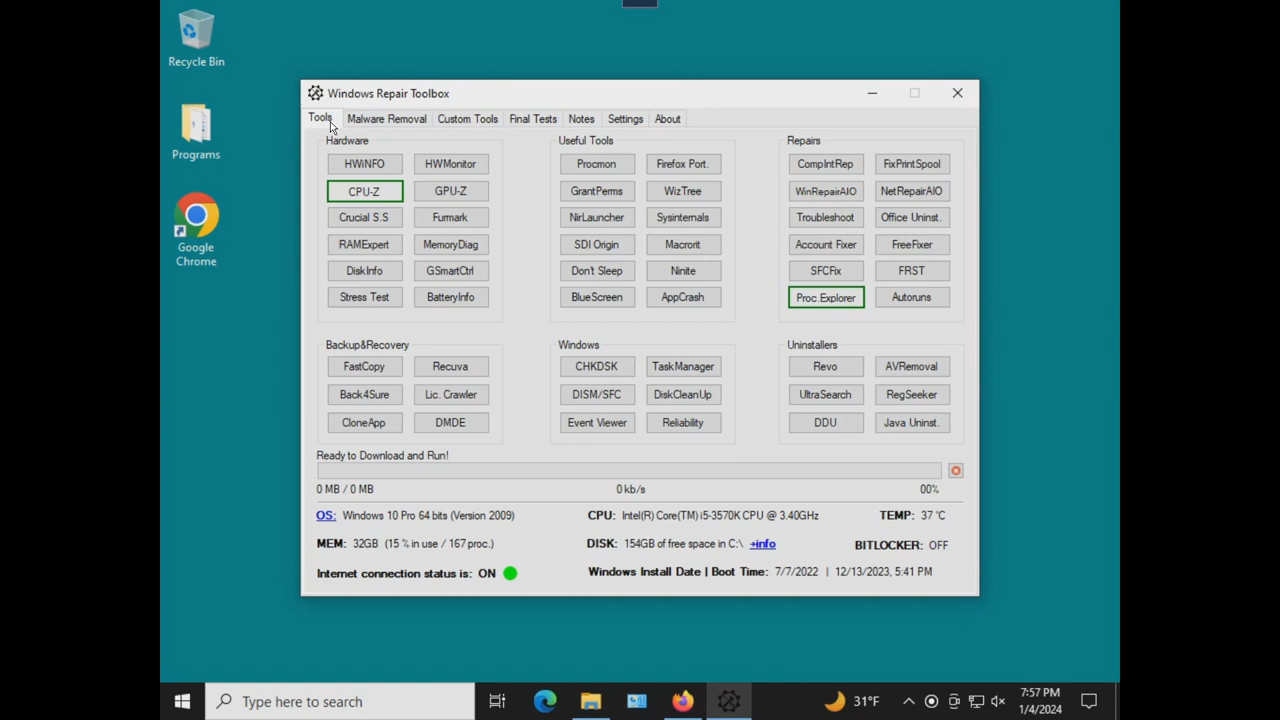 Recycle Bin
Programs
Google
Chrome
Windows Repair Toolbox
Tools Malware Removal Custom Tools Final Tests Notes Settings About
Hardware Useful Tools Repairs
HWiNFO HWMonitor Procmon Firefox Port. CompIntRep FixPrintSpool
CPU-Z GPU-Z GrantPerms WizTree WinRepairAIO NetRepairAIO
Crucial S.S Furmark NirLauncher Sysinternals Troubleshoot Office Uninst.
RAMExpert MemoryDiag SDI Origin Macrorit Account Fixer FreeFixer
DiskInfo GSmartCtrl Don't Sleep Ninite SFCFix FRST
Stress Test BatteryInfo BlueScreen AppCrash Proc.Explorer Autoruns
Backup&Recovery Windows Uninstallers
FastCopy Recuva CHKDSK TaskManager Revo AVRemoval
Back4Sure Lic. Crawler DISM/SFC DiskCleanUp UltraSearch RegSeeker
CloneApp DMDE Event Viewer Reliability DDU Java Uninst.
Ready to Download and Run!
0 MB / 0 MB 0 kb/s 00%
OS: Windows 10 Pro 64 bits (Version 2009) CPU: Intel(R) Core(TM) i5-3570K CPU @ 3.40GHz TEMP: 37 °C
MEM: 32GB (15 % in use / 167 proc.) DISK: 154GB of free space in C:\ +info BITLOCKER: OFF
Internet connection status is: ON Windows Install Date | Boot Time: 7/7/2022 | 12/13/2023, 5:41 PM
Type here to search 31°F 7:57 PM
1/4/2024